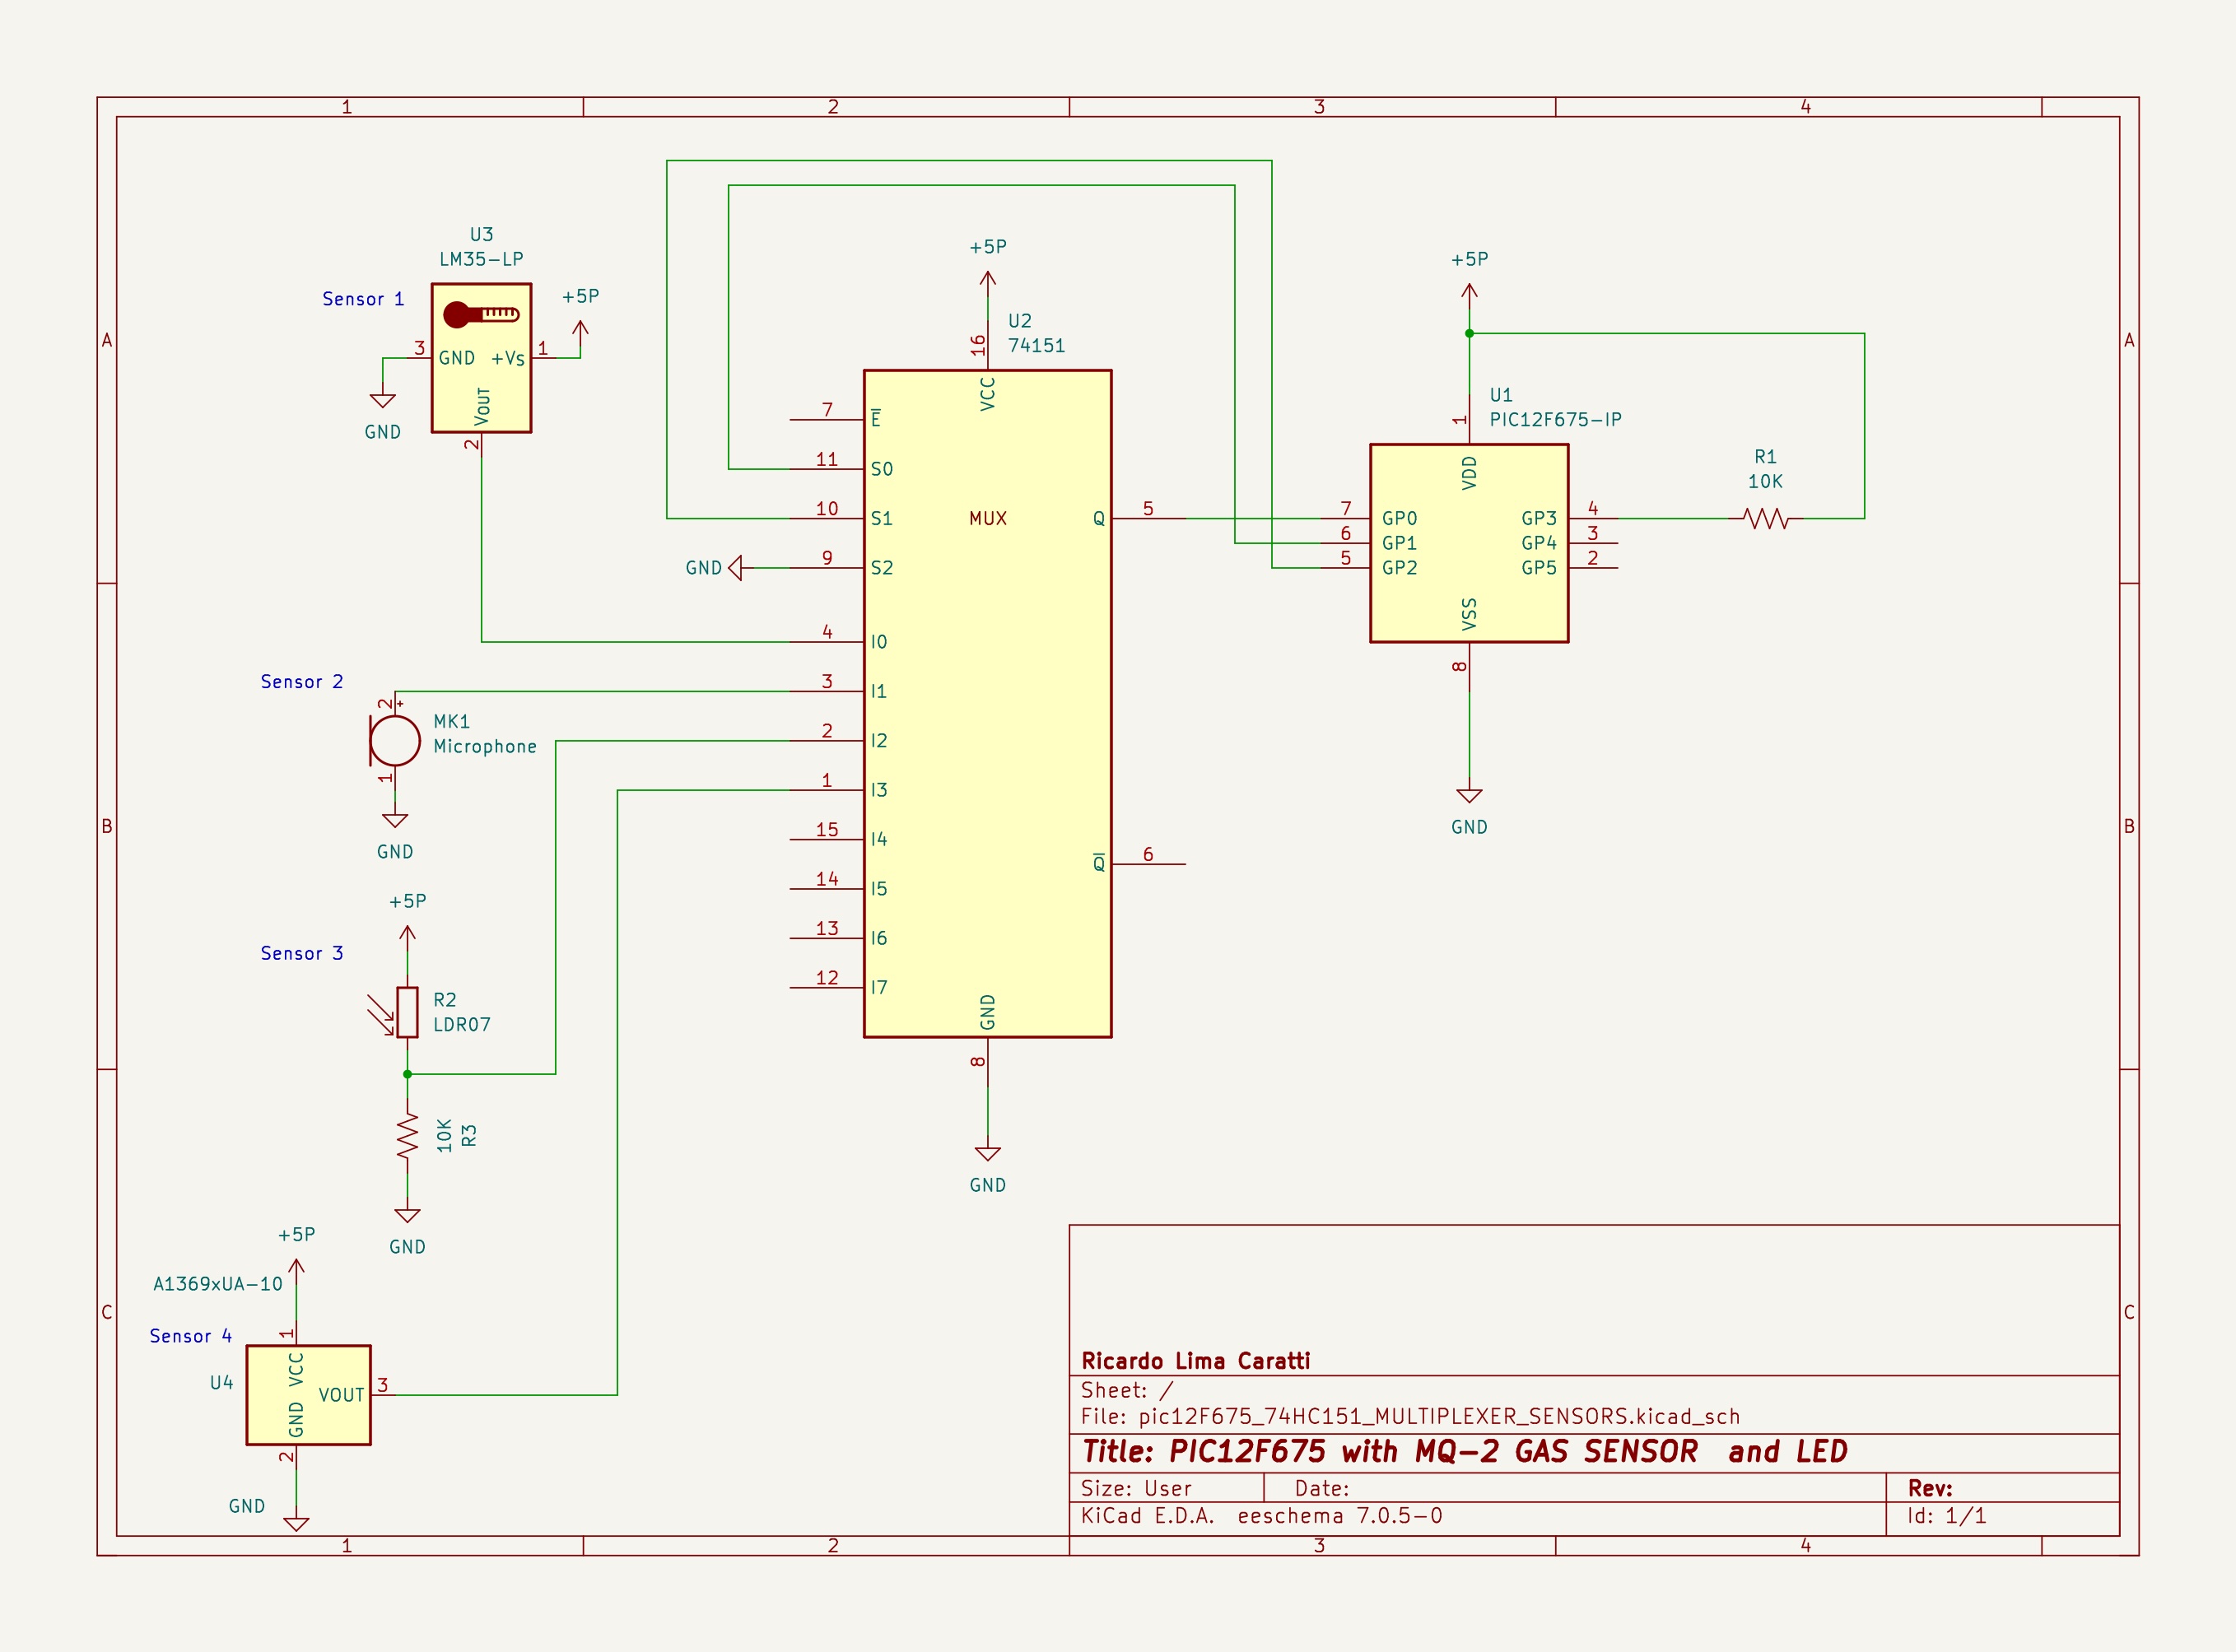 1 2 3 4
A
B
C
A
B
C
U3
LM35-LP
Sensor 1
+5P
3 GND +Vs 1
VOUT
2
GND
+5P
U2
74151
16
VCC
7 E
11 S0
10 S1
MUX
Q 5
GND 9 S2
4 I0
3 I1
2 I2
1 I3
15 I4
Q 6
14 I5
13 I6
12 I7
GND
8
GND
+5P
U1
PIC12F675-IP
1
VDD
7 GP0
6 GP1
5 GP2
GP3 4
GP4 3
GP5 2
VSS
8
GND
R1
10K
Sensor 2
2
+
MK1
Microphone
1
GND
+5P
Sensor 3
R2
LDR07
10K
R3
GND
+5P
A1369xUA-10
Sensor 4
1
U4
VCC
VOUT 3
GND
2
GND
Ricardo Lima Caratti
Sheet: /
File: pic12F675_74HC151_MULTIPLEXER_SENSORS.kicad_sch
Title: PIC12F675 with MQ-2 GAS SENSOR and LED
Size: User Date: Rev:
KiCad E.D.A. eeschema 7.0.5-0 Id: 1/1
1 2 3 4